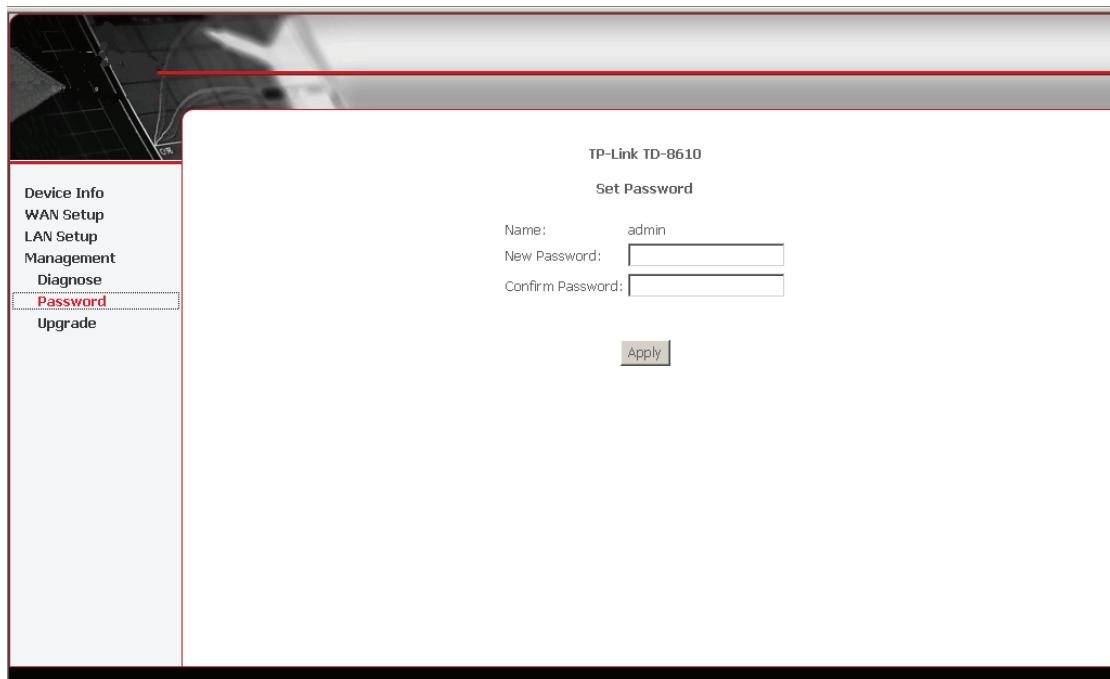 Device Info
WAN Setup
LAN Setup
Management
Diagnose
Password
Upgrade
TP-Link TD-8610
Set Password
Name: admin
New Password:
Confirm Password:
Apply